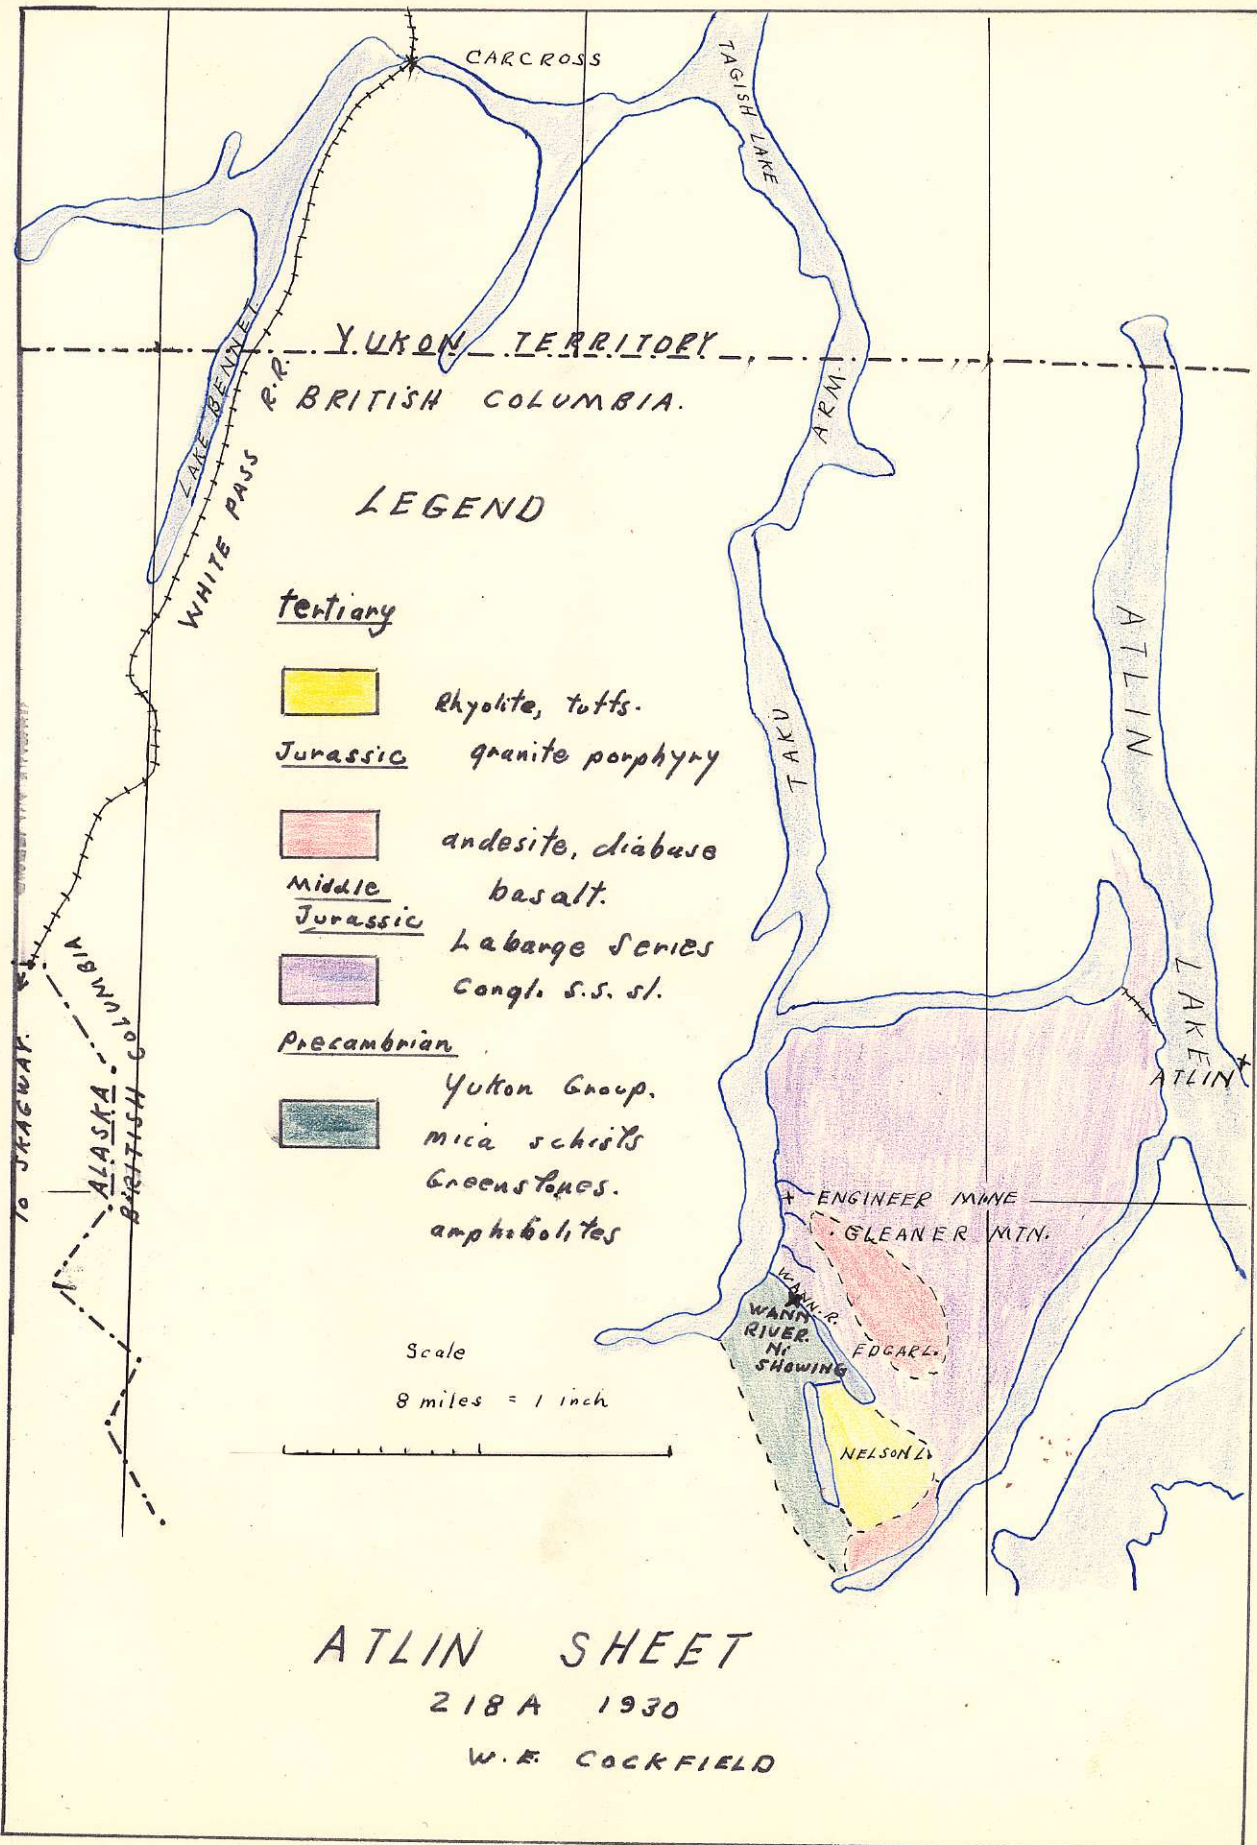 CARCROSS
TAGISH LAKE
YUKON TERRITORY
BRITISH COLUMBIA.
LAKE BENNET
WHITE PASS R.R.
ARM.
TAKU
ATLIN
LAKE
LEGEND
tertiary
Rhyolite, tuffs.
Jurassic granite porphyry
andesite, diabase
Middle basalt.
Jurassic
Labarge Series
Congl. s.s. sl.
Precambrian
Yukon Group.
mica schists
Greenstones.
amphibolites
COLUMBIA
TO SKAGWAY.
ALASKA.
BRITISH
ATLIN
ENGINEER MINE
GLEANER MTN.
WANN R.
WANN
RIVER.
Ni
SHOWING
EDGAR L.
NELSON L.
Scale
8 miles = 1 inch
ATLIN SHEET
218A 1930
W.E. COCKFIELD